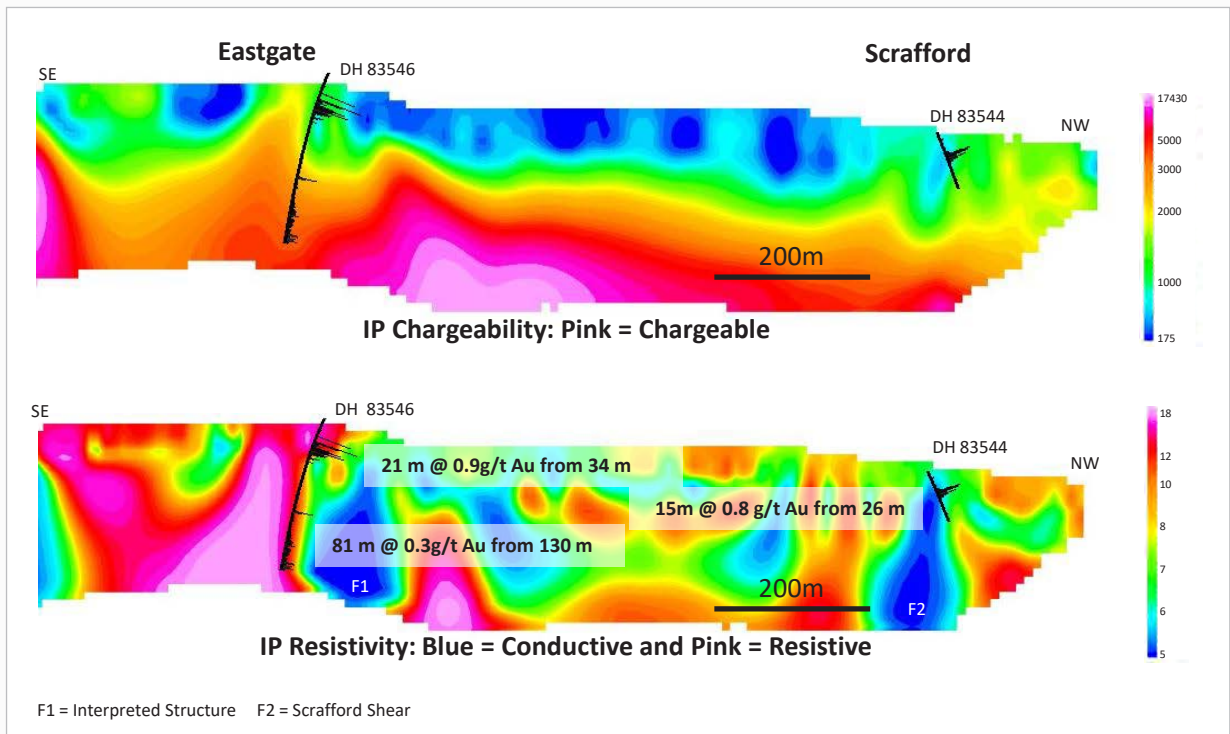 Eastgate
Scrafford
SE
DH 83546
DH 83544
NW
17430
5000
3000
2000
1000
175
200m
IP Chargeability: Pink = Chargeable
SE
DH 83546
DH 83544
NW
18
12
10
8
7
6
5
21 m @ 0.9g/t Au from 34 m
15m @ 0.8 g/t Au from 26 m
81 m @ 0.3g/t Au from 130 m
F1
200m
F2
IP Resistivity: Blue = Conductive and Pink = Resistive
F1 = Interpreted Structure F2 = Scrafford Shear